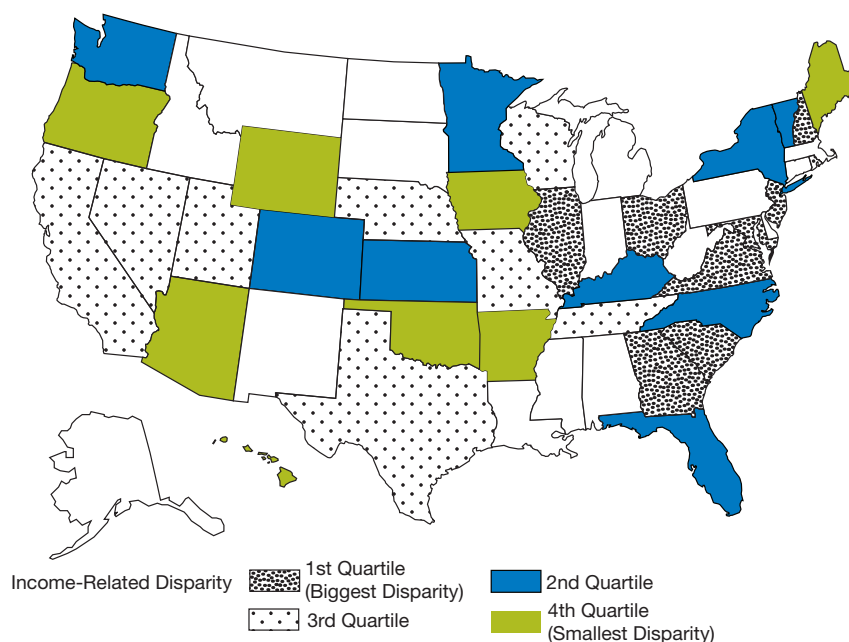 Income-Related Disparity
1st Quartile
(Biggest Disparity)
3rd Quartile
2nd Quartile
4th Quartile
(Smallest Disparity)